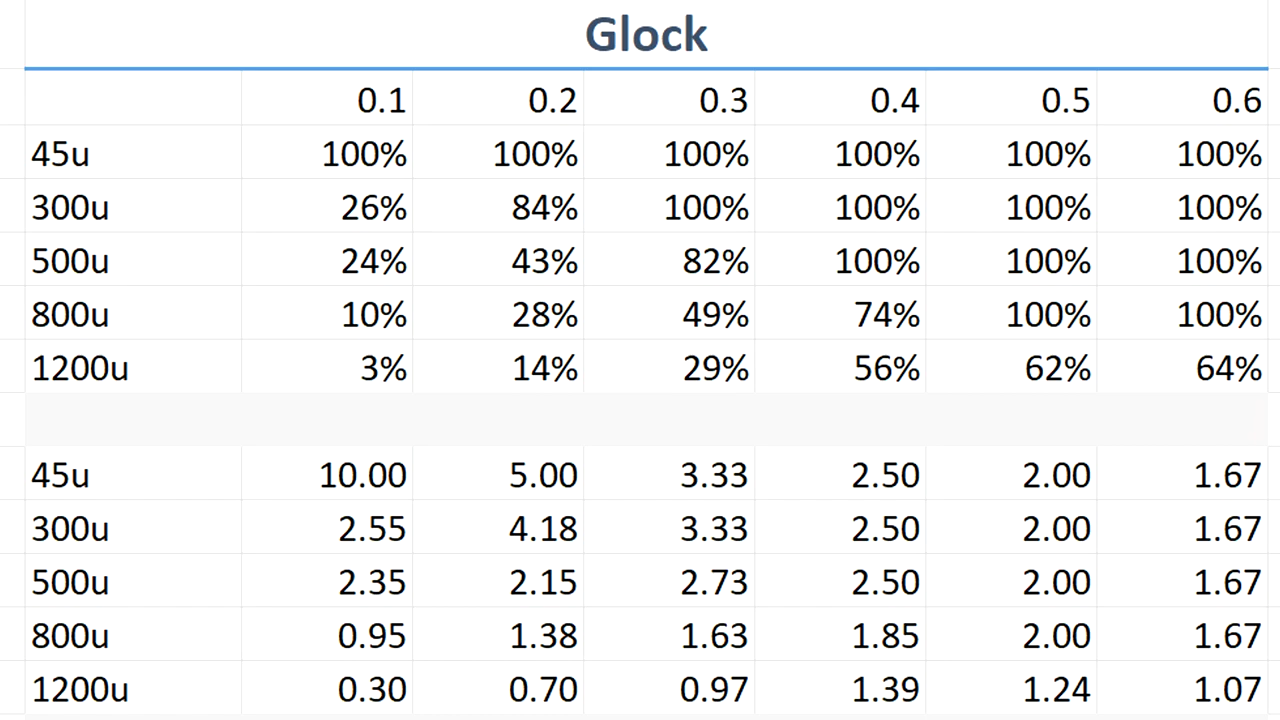 Glock
0.1 0.2 0.3 0.4 0.5 0.6
45u 100% 100% 100% 100% 100% 100%
300u 26% 84% 100% 100% 100% 100%
500u 24% 43% 82% 100% 100% 100%
800u 10% 28% 49% 74% 100% 100%
1200u 3% 14% 29% 56% 62% 64%
45u 10.00 5.00 3.33 2.50 2.00 1.67
300u 2.55 4.18 3.33 2.50 2.00 1.67
500u 2.35 2.15 2.73 2.50 2.00 1.67
800u 0.95 1.38 1.63 1.85 2.00 1.67
1200u 0.30 0.70 0.97 1.39 1.24 1.07